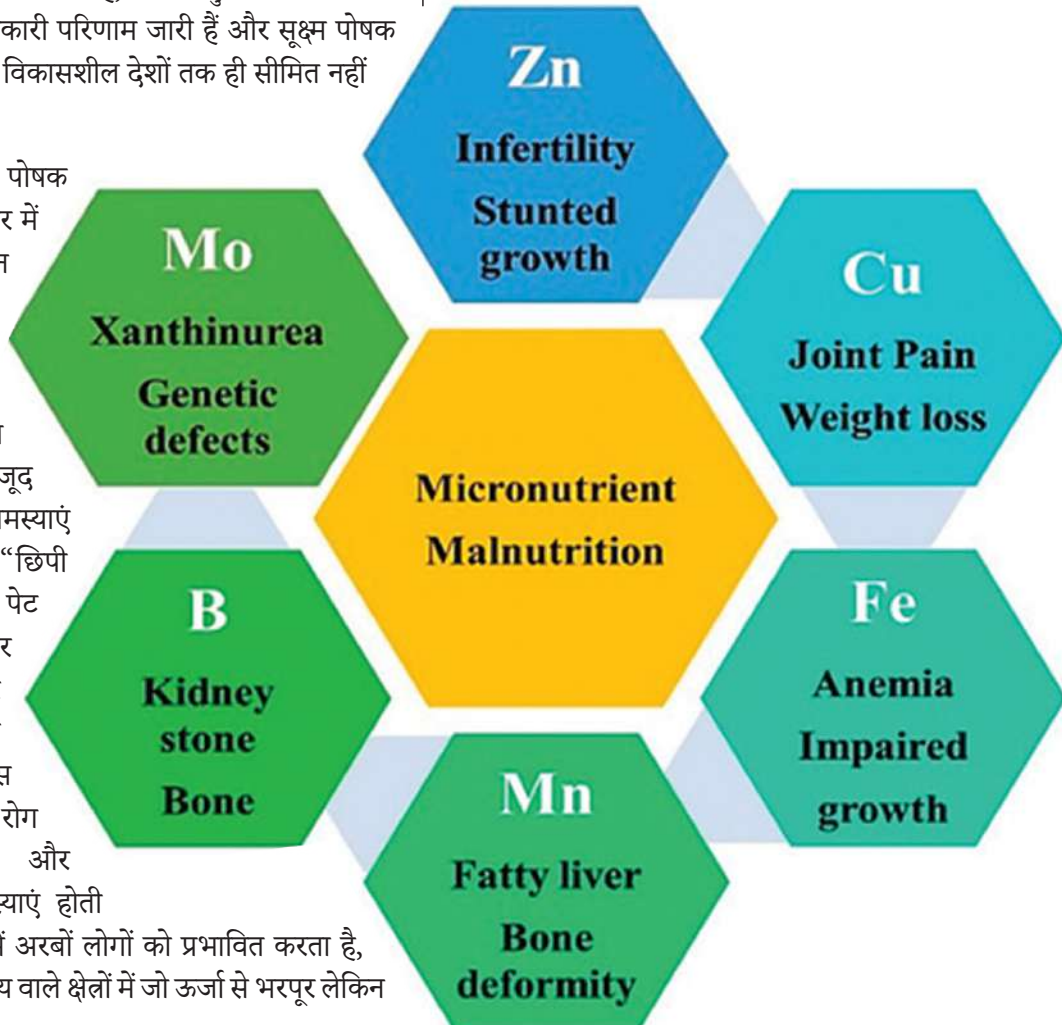 कारी परिणाम जारी हैं और सूक्ष्म पोषक
विकासशील देशों तक ही सीमित नहीं
पोषक
र में
जूद
मस्याएं
“छिपी
पेट
र
रोग
और
स्याएं होती
में अरबों लोगों को प्रभावित करता है,
य वाले क्षेत्रों में जो ऊर्जा से भरपूर लेकिन
Zn
Infertility
Stunted
growth
Cu
Joint Pain
Weight loss
Fe
Anemia
Impaired
growth
Mn
Fatty liver
Bone
deformity
B
Kidney
stone
Bone
Mo
Xanthinurea
Genetic
defects
Micronutrient
Malnutrition